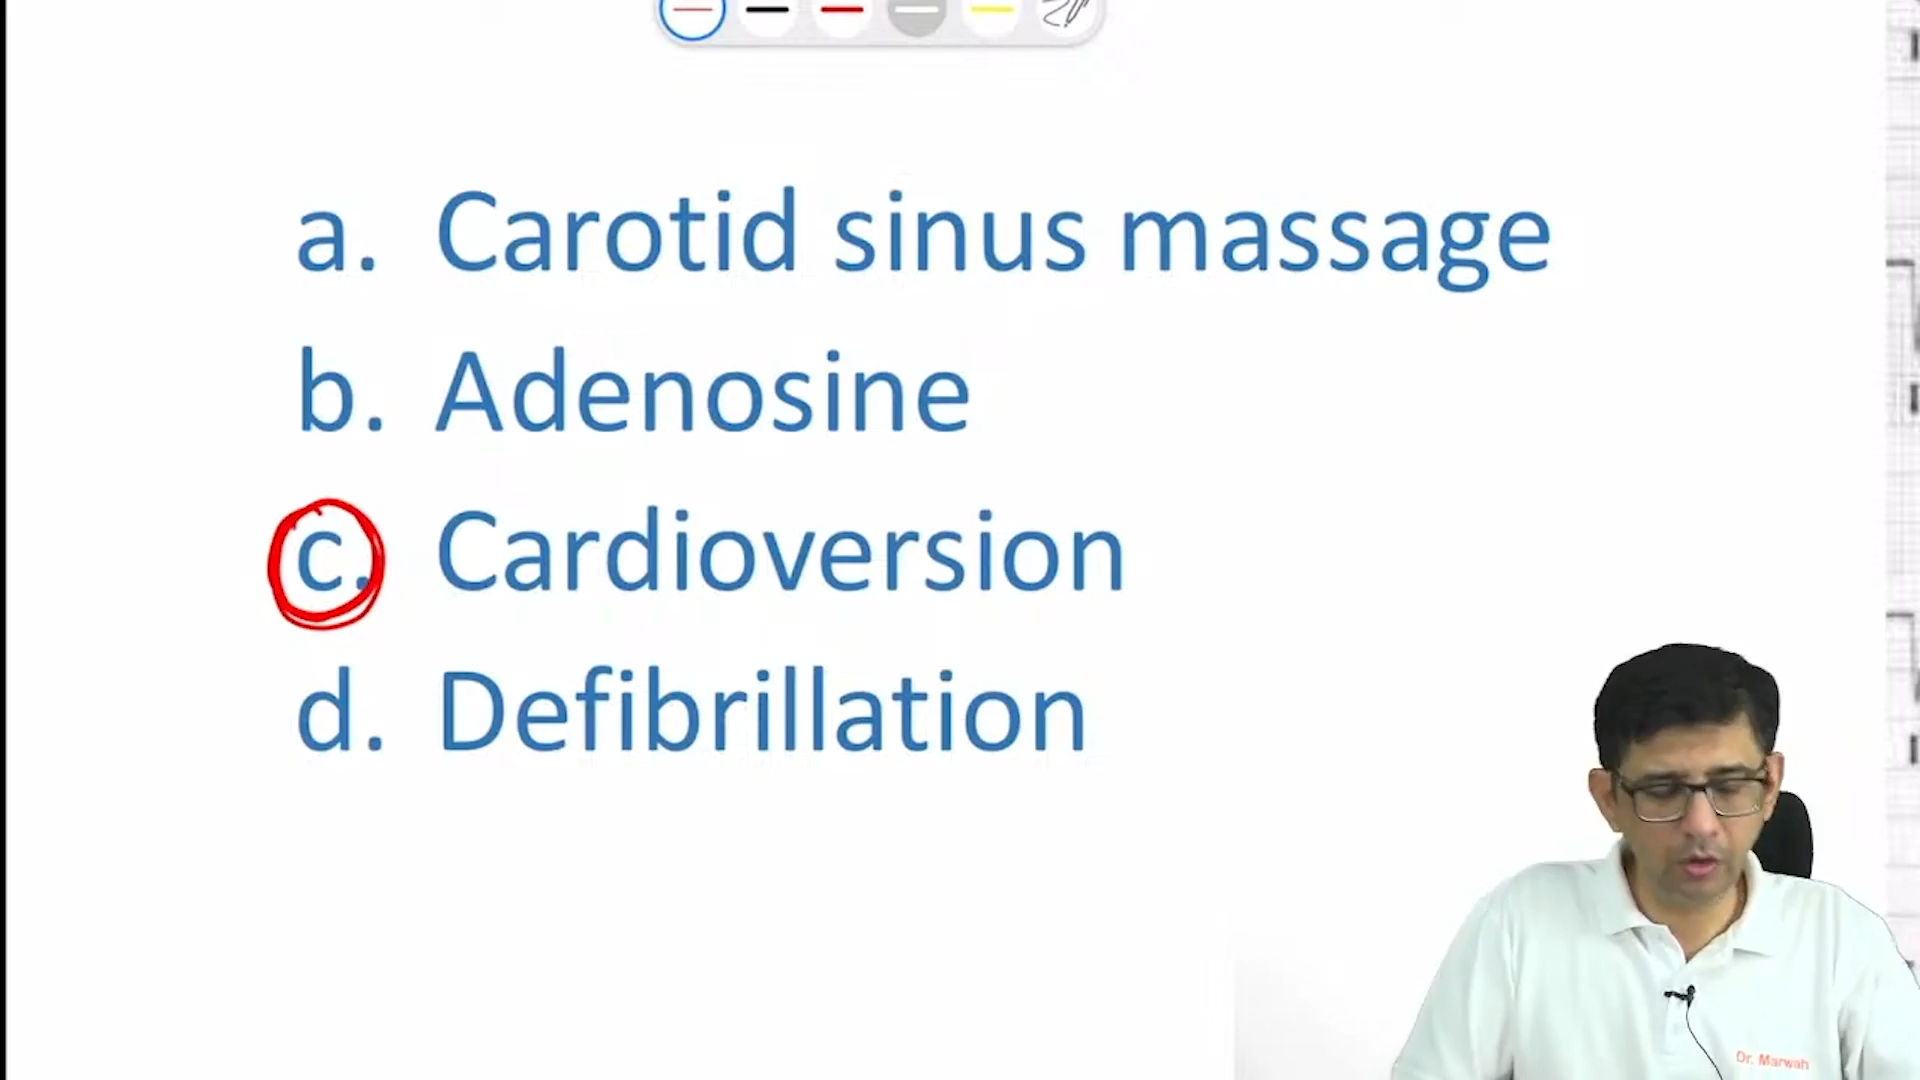 a. Carotid sinus massage
b. Adenosine
c. Cardioversion
d. Defibrillation
Dr. Marwah